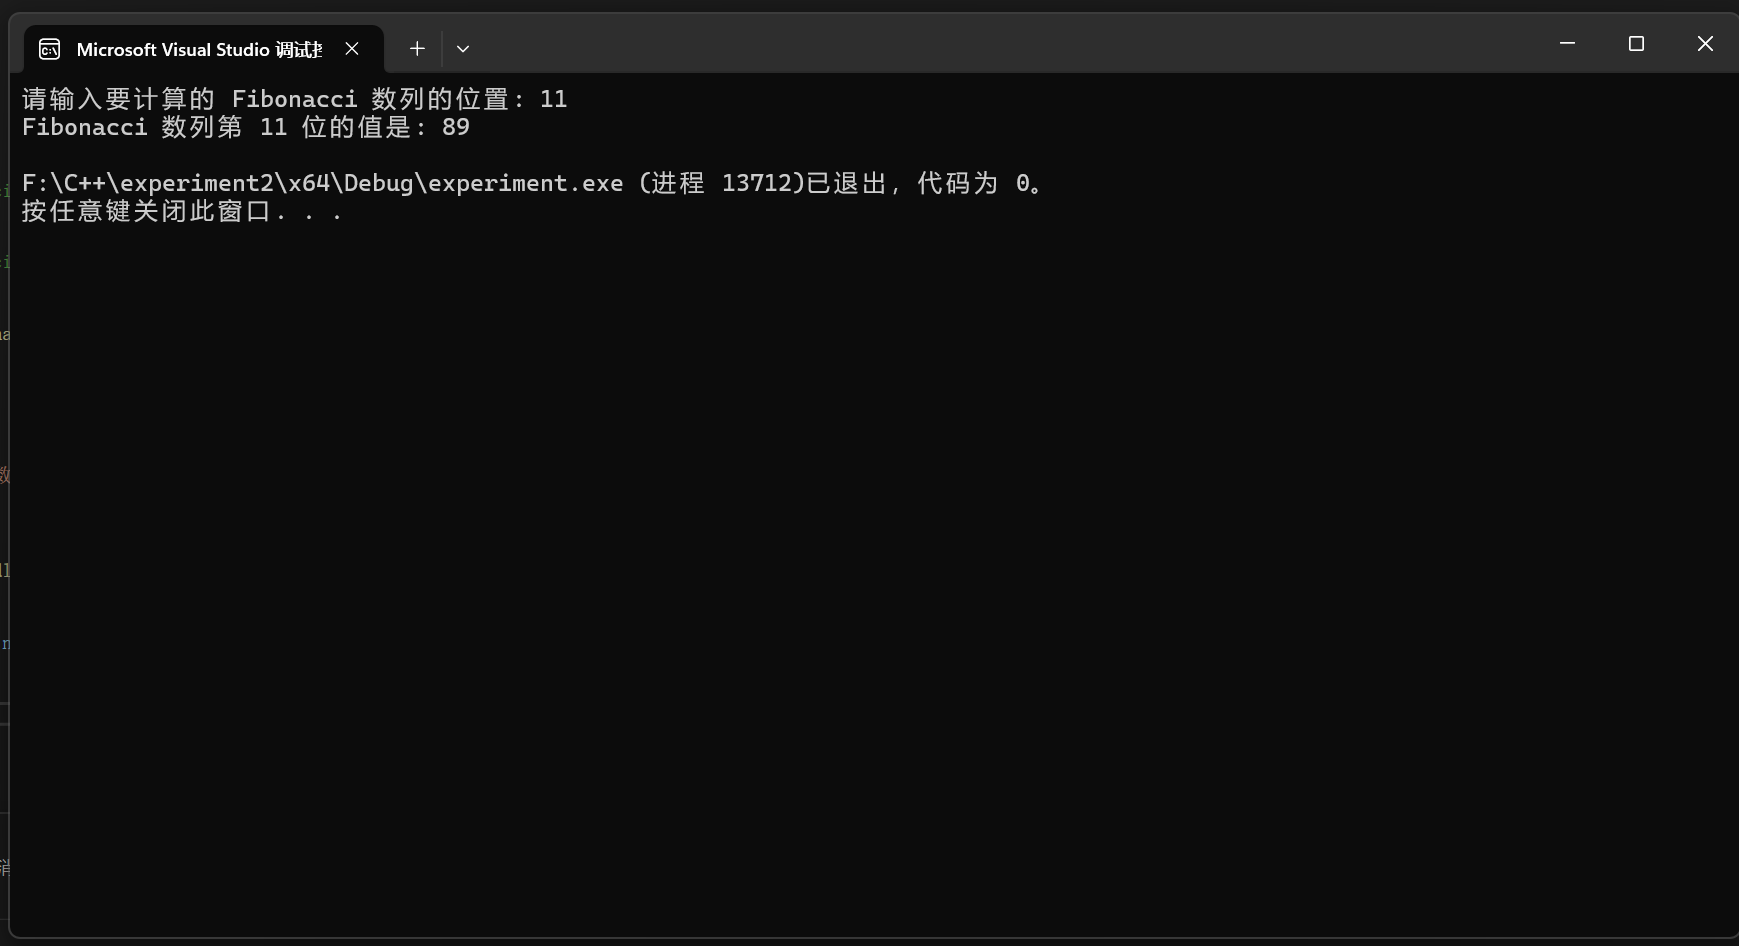 Microsoft Visual Studio 调试
请输入要计算的 Fibonacci 数列的位置: 11
Fibonacci 数列第 11 位的值是: 89
F:\C++\experiment2\x64\Debug\experiment.exe (进程 13712)已退出，代码为 0。
按任意键关闭此窗口. . .